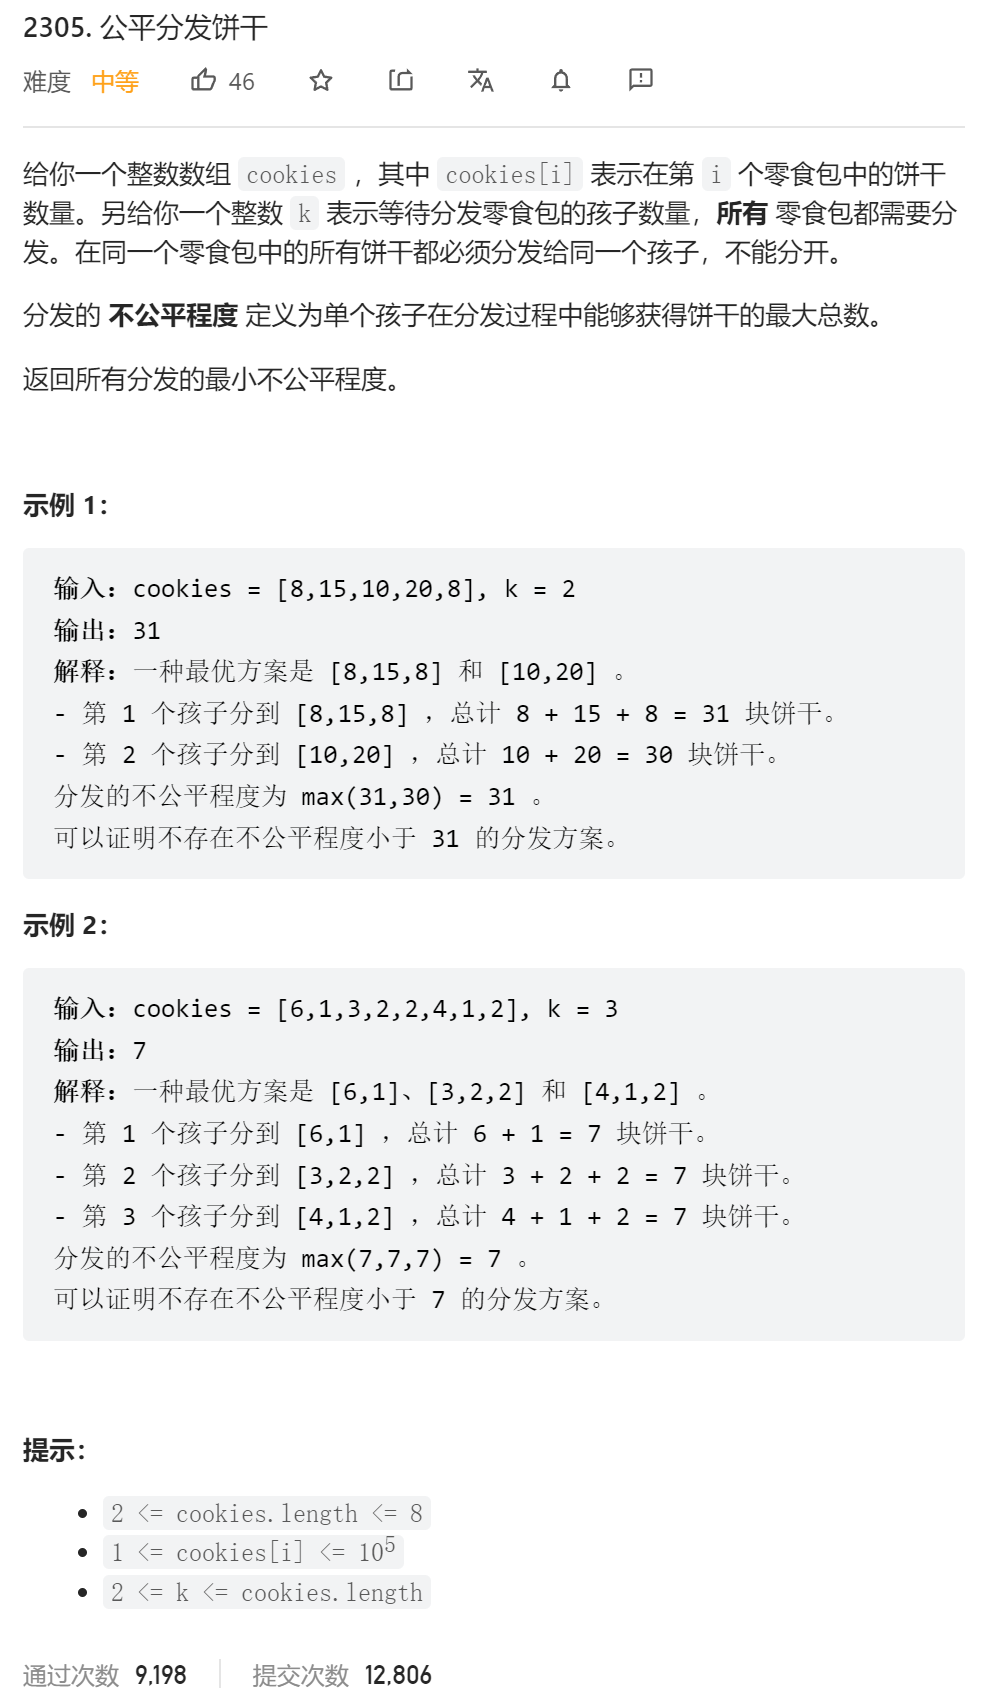 2305. 公平分发饼干
难度 中等 46
给你一个整数数组 cookies ，其中 cookies[i] 表示在第 i 个零食包中的饼干
数量。另给你一个整数 k 表示等待分发零食包的孩子数量，所有 零食包都需要分
发。在同一个零食包中的所有饼干都必须分发给同一个孩子，不能分开。
分发的 不公平程度 定义为单个孩子在分发过程中能够获得饼干的最大总数。
返回所有分发的最小不公平程度。
示例 1：
输入：cookies = [8,15,10,20,8], k = 2
输出：31
解释：一种最优方案是 [8,15,8] 和 [10,20] 。
- 第 1 个孩子分到 [8,15,8] ，总计 8 + 15 + 8 = 31 块饼干。
- 第 2 个孩子分到 [10,20] ，总计 10 + 20 = 30 块饼干。
分发的不公平程度为 max(31,30) = 31 。
可以证明不存在不公平程度小于 31 的分发方案。
示例 2：
输入：cookies = [6,1,3,2,2,4,1,2], k = 3
输出：7
解释：一种最优方案是 [6,1]、[3,2,2] 和 [4,1,2] 。
- 第 1 个孩子分到 [6,1] ，总计 6 + 1 = 7 块饼干。
- 第 2 个孩子分到 [3,2,2] ，总计 3 + 2 + 2 = 7 块饼干。
- 第 3 个孩子分到 [4,1,2] ，总计 4 + 1 + 2 = 7 块饼干。
分发的不公平程度为 max(7,7,7) = 7 。
可以证明不存在不公平程度小于 7 的分发方案。
提示：
• 2 <= cookies.length <= 8
• 1 <= cookies[i] <= 10⁵
• 2 <= k <= cookies.length
通过次数 9,198 提交次数 12,806